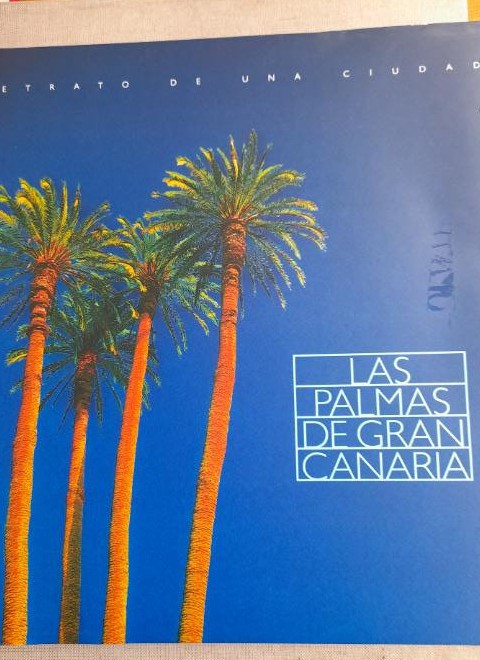 ETRATO DE UNA CIUDAD
LAS
PALMAS
DE GRAN
CANARIA